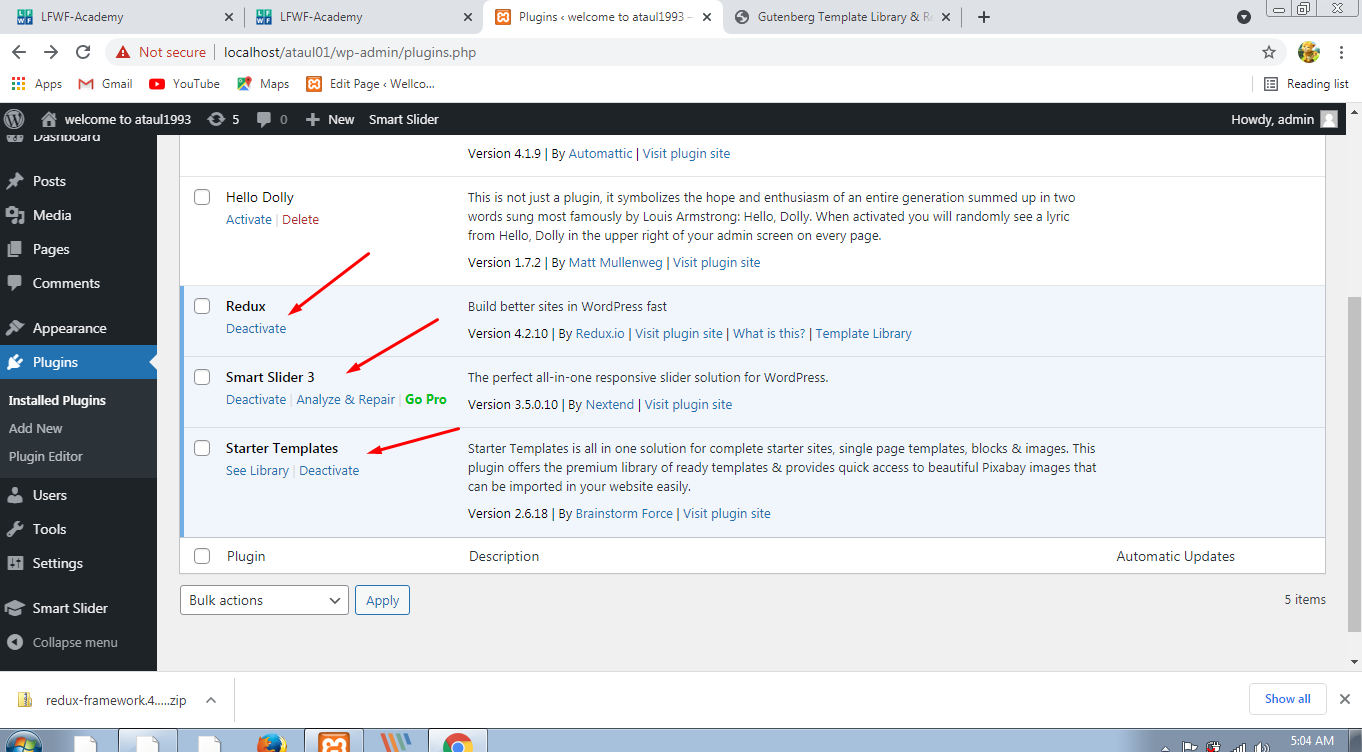 LFWF-Academy
LFWF-Academy
Plugins ‹ welcome to ataul1993 –
Gutenberg Template Library & Re
Not secure
localhost/ataul01/wp-admin/plugins.php
Apps
Gmail
YouTube
Maps
Edit Page ‹ Wellco...
Reading list
welcome to ataul1993
5
0
New
Smart Slider
Howdy, admin
Dashboard
Posts
Media
Pages
Comments
Appearance
Plugins
Installed Plugins
Add New
Plugin Editor
Users
Tools
Settings
Smart Slider
Collapse menu
Version 4.1.9 | By Automattic | Visit plugin site
Hello Dolly
Activate | Delete
This is not just a plugin, it symbolizes the hope and enthusiasm of an entire generation summed up in two
words sung most famously by Louis Armstrong: Hello, Dolly. When activated you will randomly see a lyric
from Hello, Dolly in the upper right of your admin screen on every page.
Version 1.7.2 | By Matt Mullenweg | Visit plugin site
Redux
Deactivate
Build better sites in WordPress fast
Version 4.2.10 | By Redux.io | Visit plugin site | What is this? | Template Library
Smart Slider 3
Deactivate | Analyze & Repair | Go Pro
The perfect all-in-one responsive slider solution for WordPress.
Version 3.5.0.10 | By Nextend | Visit plugin site
Starter Templates
See Library | Deactivate
Starter Templates is all in one solution for complete starter sites, single page templates, blocks & images. This
plugin offers the premium library of ready templates & provides quick access to beautiful Pixabay images that
can be imported in your website easily.
Version 2.6.18 | By Brainstorm Force | Visit plugin site
Plugin
Description
Automatic Updates
Bulk actions
Apply
5 items
redux-framework.4.....zip
Show all
5:04 AM